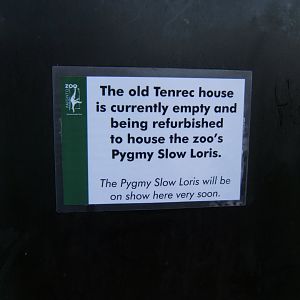 ZOO
The old Tenrec house
is currently empty and
being refurbished
to house the zoo's
Pygmy Slow Loris.
The Pygmy Slow Loris will be
on show here very soon.